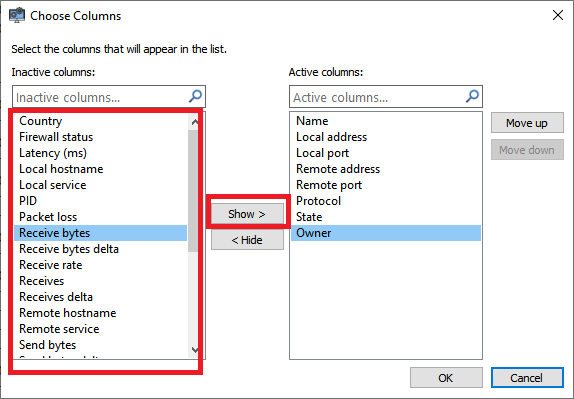 Choose Columns
Select the columns that will appear in the list.
Inactive columns:
Inactive columns...
Country
Firewall status
Latency (ms)
Local hostname
Local service
PID
Packet loss
Receive bytes
Receive bytes delta
Receive rate
Receives
Receives delta
Remote hostname
Remote service
Send bytes
Show >
< Hide
Active columns:
Active columns...
Name
Local address
Local port
Remote address
Remote port
Protocol
State
Owner
Move up
Move down
OK
Cancel